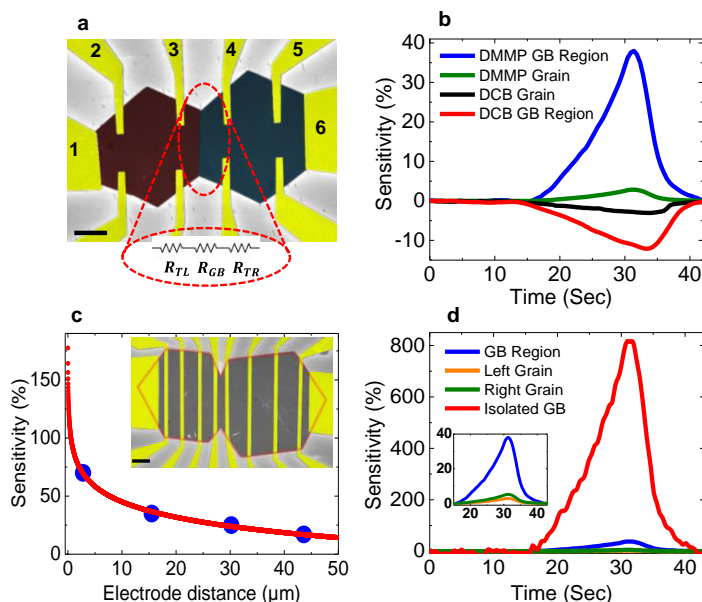 a
2 3 4 5
1 6
R_TL R_GB R_TR
b
40
30
20
10
0
-10
Sensitivity (%)
DMMP GB Region
DMMP Grain
DCB Grain
DCB GB Region
0 10 20 30 40
Time (Sec)
c
150
100
50
0
Sensitivity (%)
0 10 20 30 40 50
Electrode distance (µm)
d
800
600
400
200
0
Sensitivity (%)
GB Region
Left Grain
Right Grain
Isolated GB
40
20
0
20 30 40
0 10 20 30 40
Time (Sec)